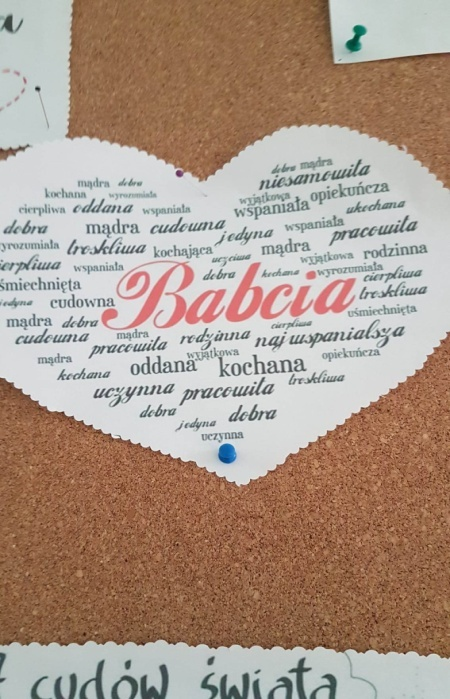 mądra dobra
dobra mądra
niesamowita
kochana wyrozumiała
wyjątkowa opiekuńcza
cierpliwa oddana wspaniała
wspaniała ukochana
dobra mądra cudowna
jedyna wspaniała pracowita
wyrozumiała troskliwa kochająca
mądra wyjątkowa rodzinna
cierpliwa wspaniała uczciwa
dobra kochana wyrozumiała cierpliwa
uśmiechnięta
troskliwa
jedyna cudowna
Babcia
uśmiechnięta
mądra dobra
cierpliwa
cudowna mądra
pracowita rodzinna najwspanialsza
mądra wyjątkowa opiekuńcza
kochana oddana kochana troskliwa
uczynna pracowita
dobra jedyna dobra
uczynna
7 cudów świata